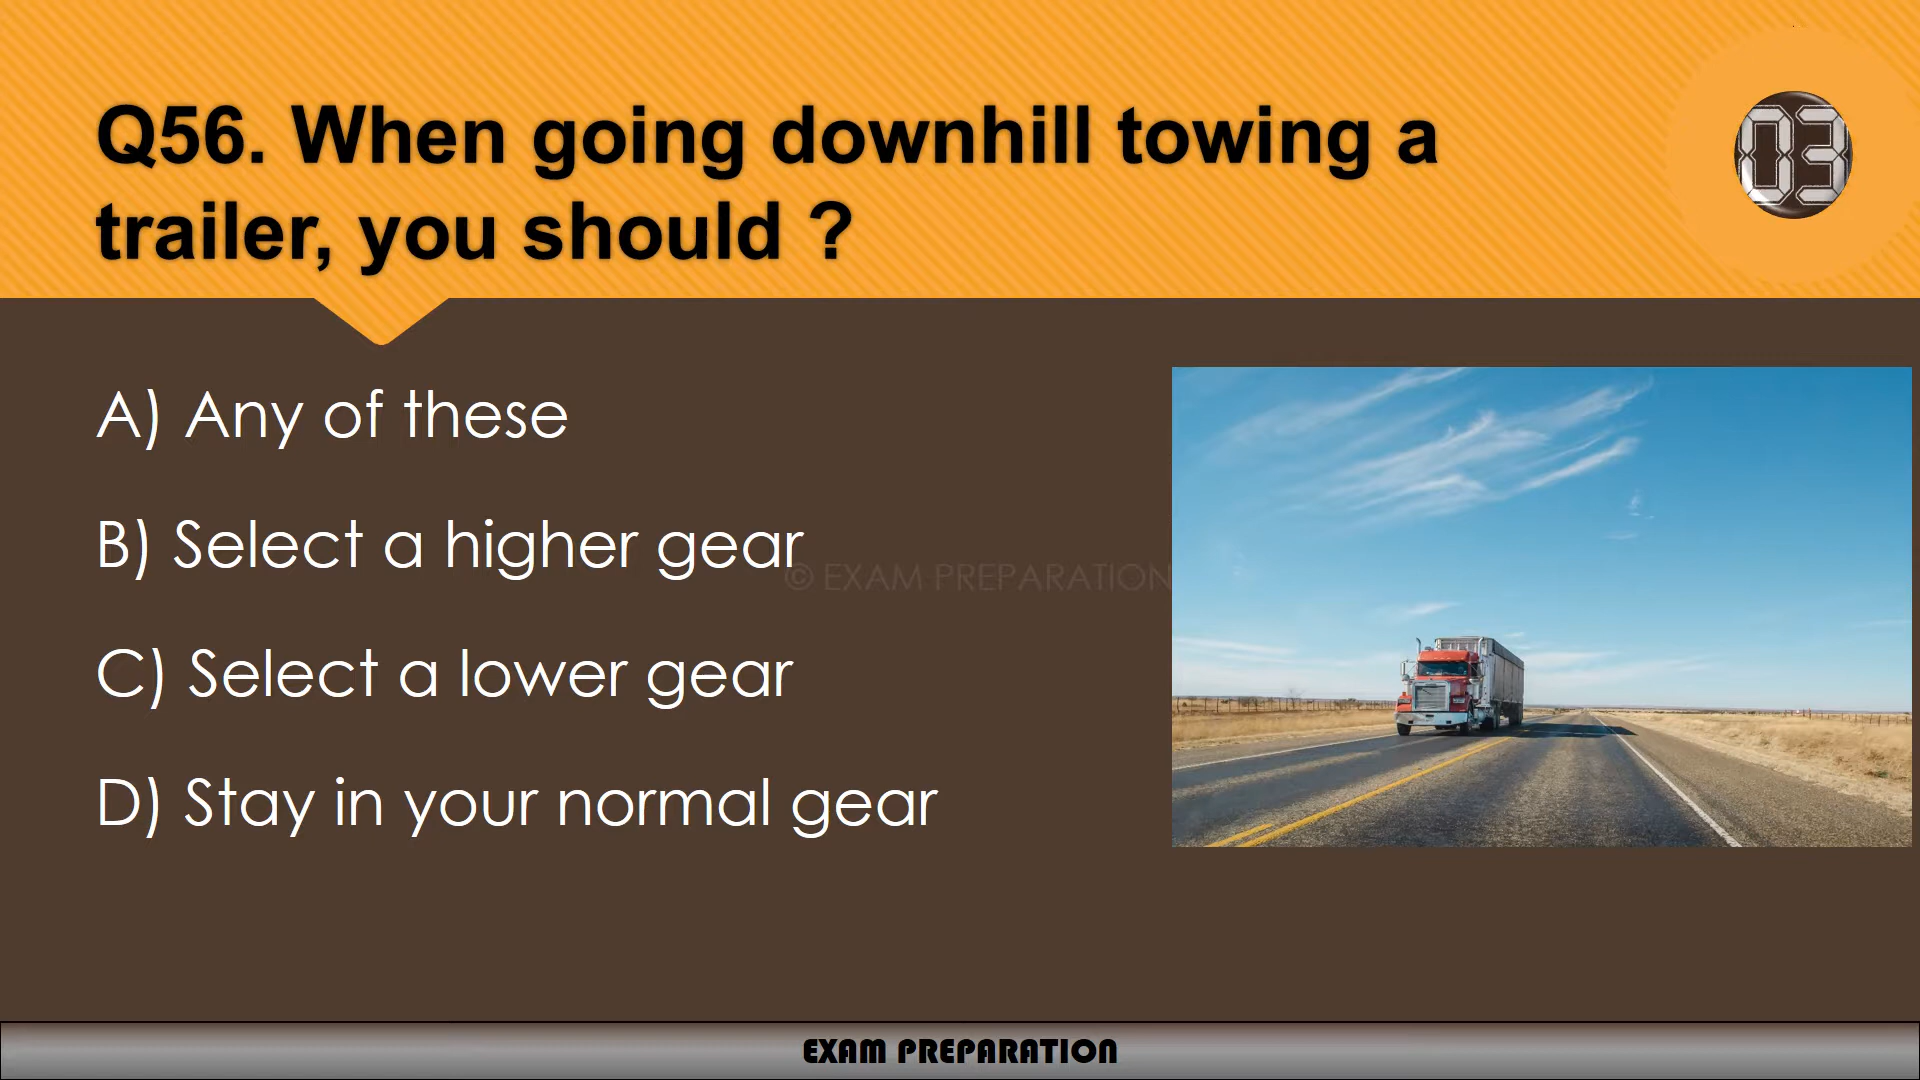 Q56. When going downhill towing a
trailer, you should ?
03
A) Any of these
B) Select a higher gear
© EXAM PREPARATION
C) Select a lower gear
D) Stay in your normal gear
EXAM PREPARATION